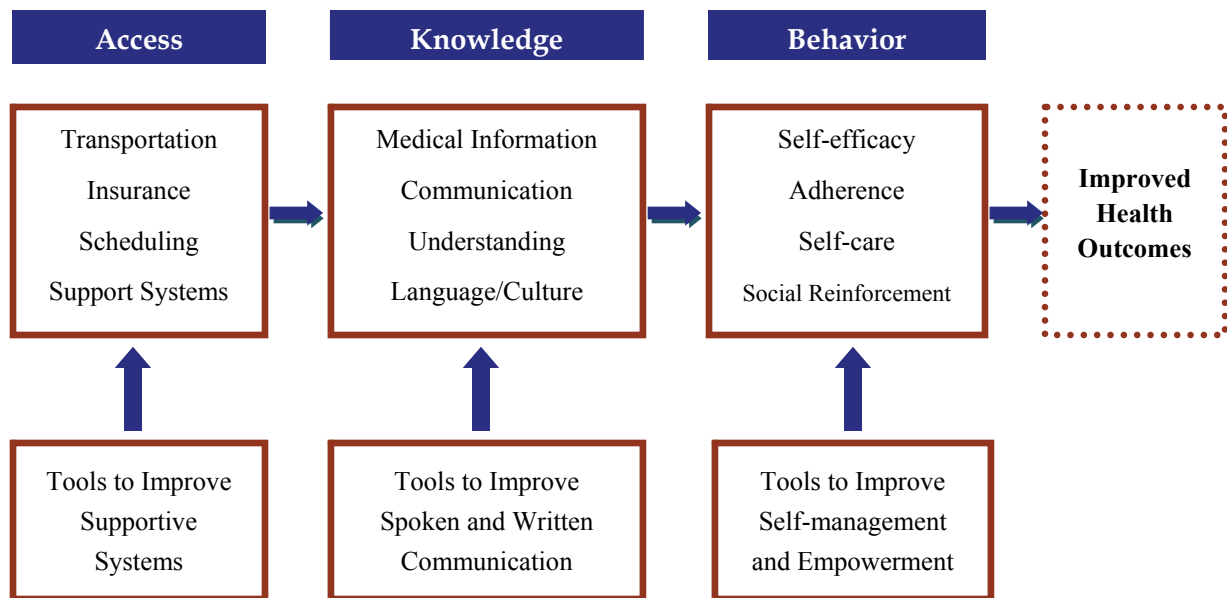 Access
Knowledge
Behavior
Transportation
Insurance
Scheduling
Support Systems
Medical Information
Communication
Understanding
Language/Culture
Self-efficacy
Adherence
Self-care
Social Reinforcement
Improved
Health
Outcomes
Tools to Improve
Supportive
Systems
Tools to Improve
Spoken and Written
Communication
Tools to Improve
Self-management
and Empowerment